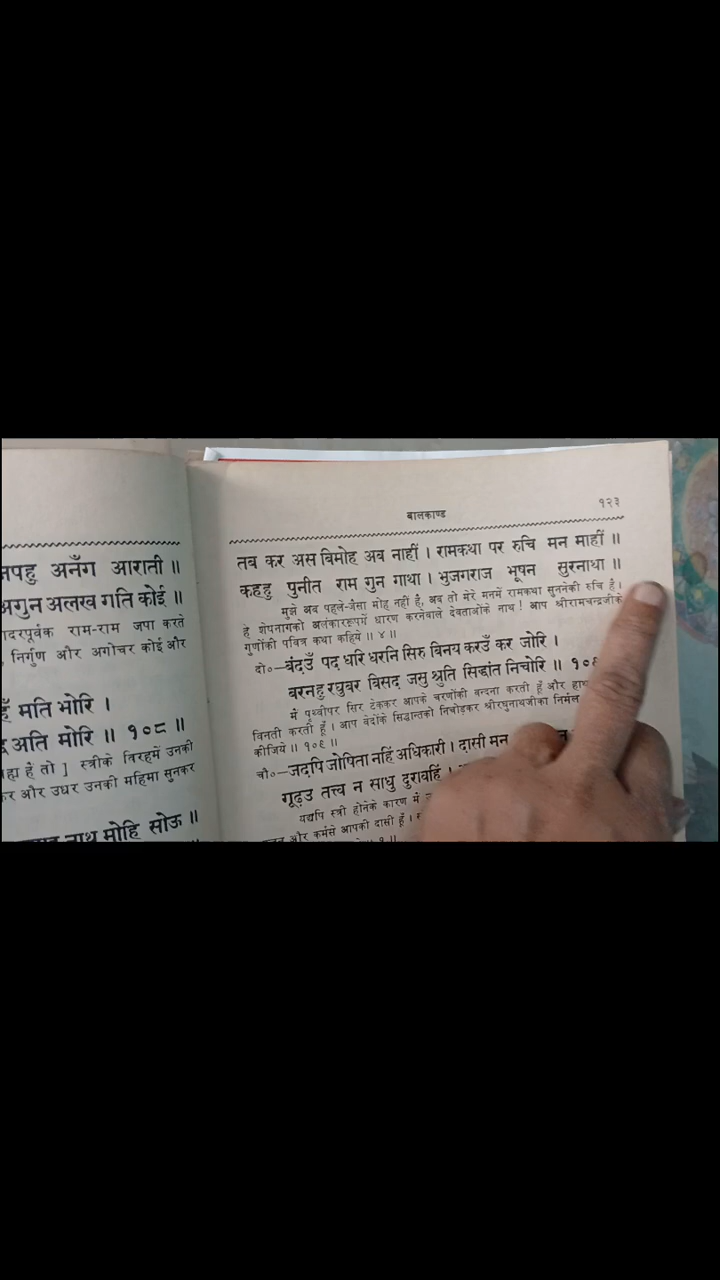 अनँग आराती ॥
अगुन अलख गति कोई ॥
राम-राम जपा करते
निर्गुण और अगोचर कोई और
मति भोरि ।
अति मोरि ॥ १०८ ॥
तो ] स्त्रीके विरहमें उनकी
और उधर उनकी महिमा सुनकर
नाथ मोहि सोऊ ॥
बालकाण्ड
१२३
तब कर अस बिमोह अब नाहीं । रामकथा पर रुचि मन माहीं ॥
कहहु पुनीत राम गुन गाथा । भुजगराज भूषन सुरनाथा ॥
मुझे अब पहले-जैसा मोह नहीं है, अब तो मेरे मनमें रामकथा सुननेकी रुचि है ।
हे शेषनागको अलंकाररूपमें धारण करनेवाले देवताओंके नाथ ! आप श्रीरामचन्द्रजीके
गुणोंकी पवित्र कथा कहिये ॥ ४ ॥
दो०—बंदउँ पद धरि धरनि सिरु बिनय करउँ कर जोरि ।
बरनहु रघुबर बिसद जसु श्रुति सिद्धांत निचोरि ॥
मैं पृथ्वीपर सिर टेककर आपके चरणोंकी वन्दना करती हूँ और हाथ
विनती करती हूँ । आप वेदोंके सिद्धान्तको निचोड़कर श्रीरघुनाथजीका निर्मल
कीजिये ॥ १०९ ॥
चौ०—जदपि जोषिता नहिं अधिकारी । दासी मन
गूढ़उ तत्त्व न साधु दुरावहिं ।
यद्यपि स्त्री होनेके कारण मैं
और कर्मसे आपकी दासी हूँ ।